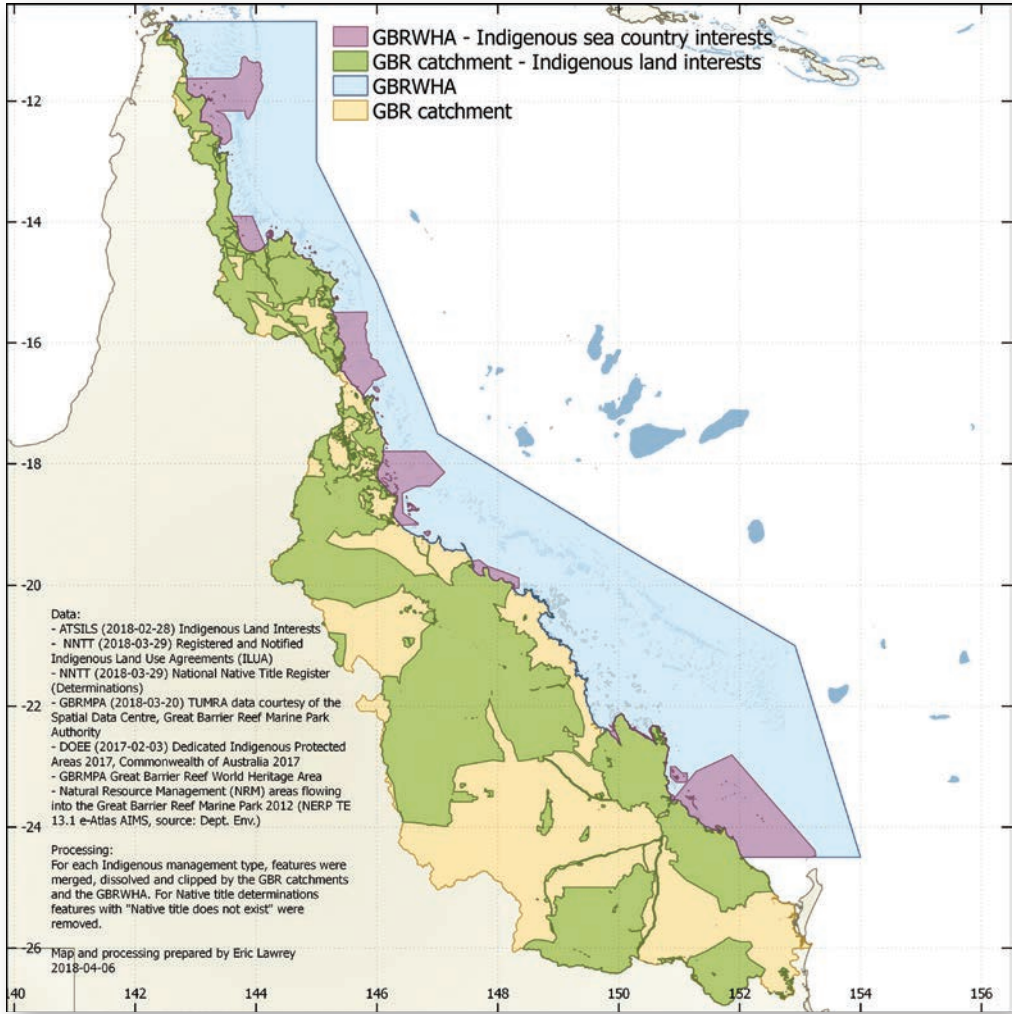 GBRWHA - Indigenous sea country interests
GBR catchment - Indigenous land interests
GBRWHA
GBR catchment
-12
-14
-16
-18
-20
-22
-24
-26
Data:
- ATSILS (2018-02-28) Indigenous Land Interests
- NNTT (2018-03-29) Registered and Notified
Indigenous Land Use Agreements (ILUA)
- NNTT (2018-03-29) National Native Title Register
(Determinations)
- GBRMPA (2018-03-20) TUMRA data courtesy of the
Spatial Data Centre, Great Barrier Reef Marine Park
Authority
- DOEE (2017-02-03) Dedicated Indigenous Protected
Areas 2017, Commonwealth of Australia 2017
- GBRMPA Great Barrier Reef World Heritage Area
- Natural Resource Management (NRM) areas flowing
into the Great Barrier Reef Marine Park 2012 (NERP TE
13.1 e-Atlas AIMS, source: Dept. Env.)
Processing:
For each Indigenous management type, features were
merged, dissolved and clipped by the GBR catchments
and the GBRWHA. For Native title determinations
features with "Native title does not exist" were
removed.
Map and processing prepared by Eric Lawrey
2018-04-06
140 142 144 146 148 150 152 154 156